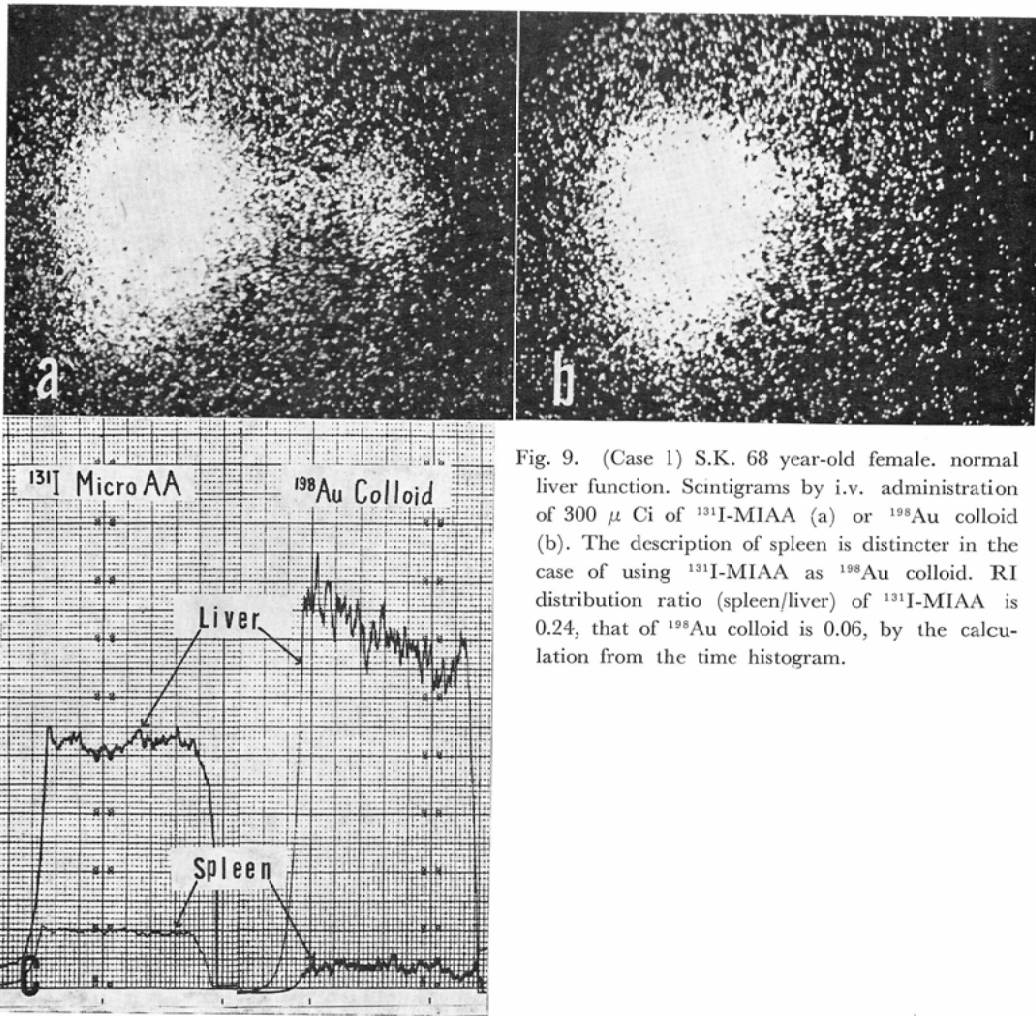 a
b
¹³¹I Micro AA
¹⁹⁸Au Colloid
Liver
Spleen
C
Fig. 9. (Case 1) S.K. 68 year-old female. normal
liver function. Scintigrams by i.v. administration
of 300 μ Ci of ¹³¹I-MIAA (a) or ¹⁹⁸Au colloid
(b). The description of spleen is distincter in the
case of using ¹³¹I-MIAA as ¹⁹⁸Au colloid. RI
distribution ratio (spleen/liver) of ¹³¹I-MIAA is
0.24, that of ¹⁹⁸Au colloid is 0.06, by the calcu-
lation from the time histogram.